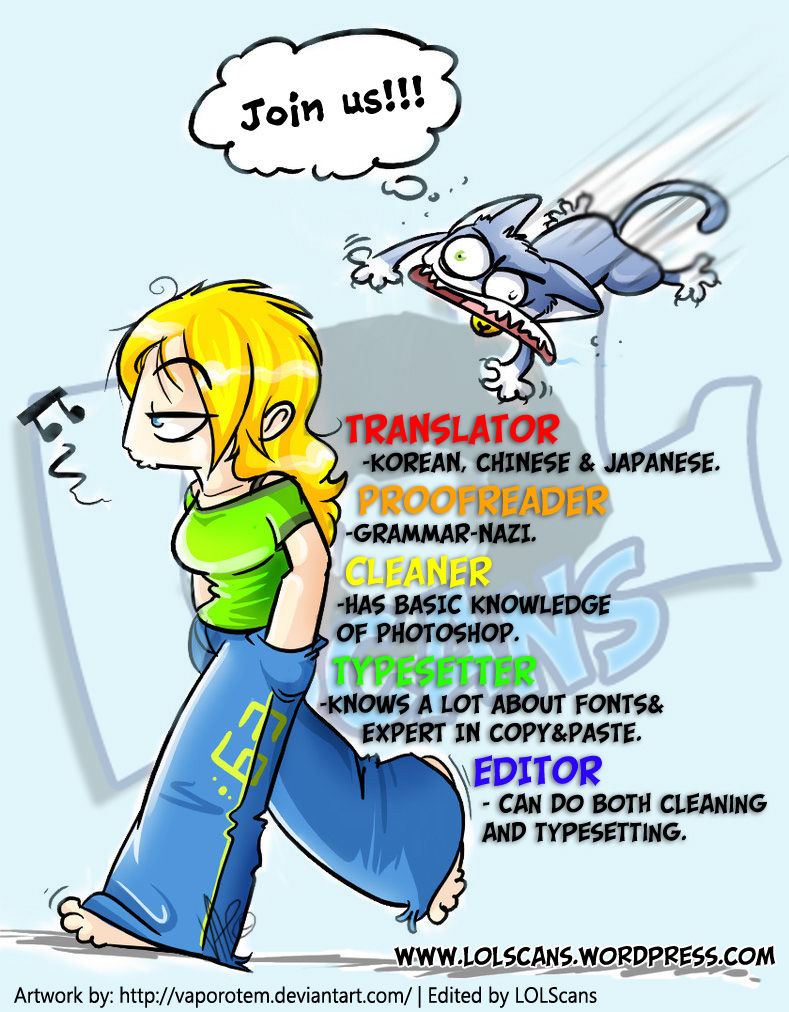 Join us!!!
TRANSLATOR
-KOREAN, CHINESE & JAPANESE.
PROOFREADER
-GRAMMAR-NAZI.
CLEANER
-HAS BASIC KNOWLEDGE
OF PHOTOSHOP.
TYPESETTER
-KNOWS A LOT ABOUT FONTS&
EXPERT IN COPY&PASTE.
EDITOR
- CAN DO BOTH CLEANING
AND TYPESETTING.
WWW.LOLSCANS.WORDPRESS.COM
Artwork by: http://vaporotem.deviantart.com/ | Edited by LOLScans